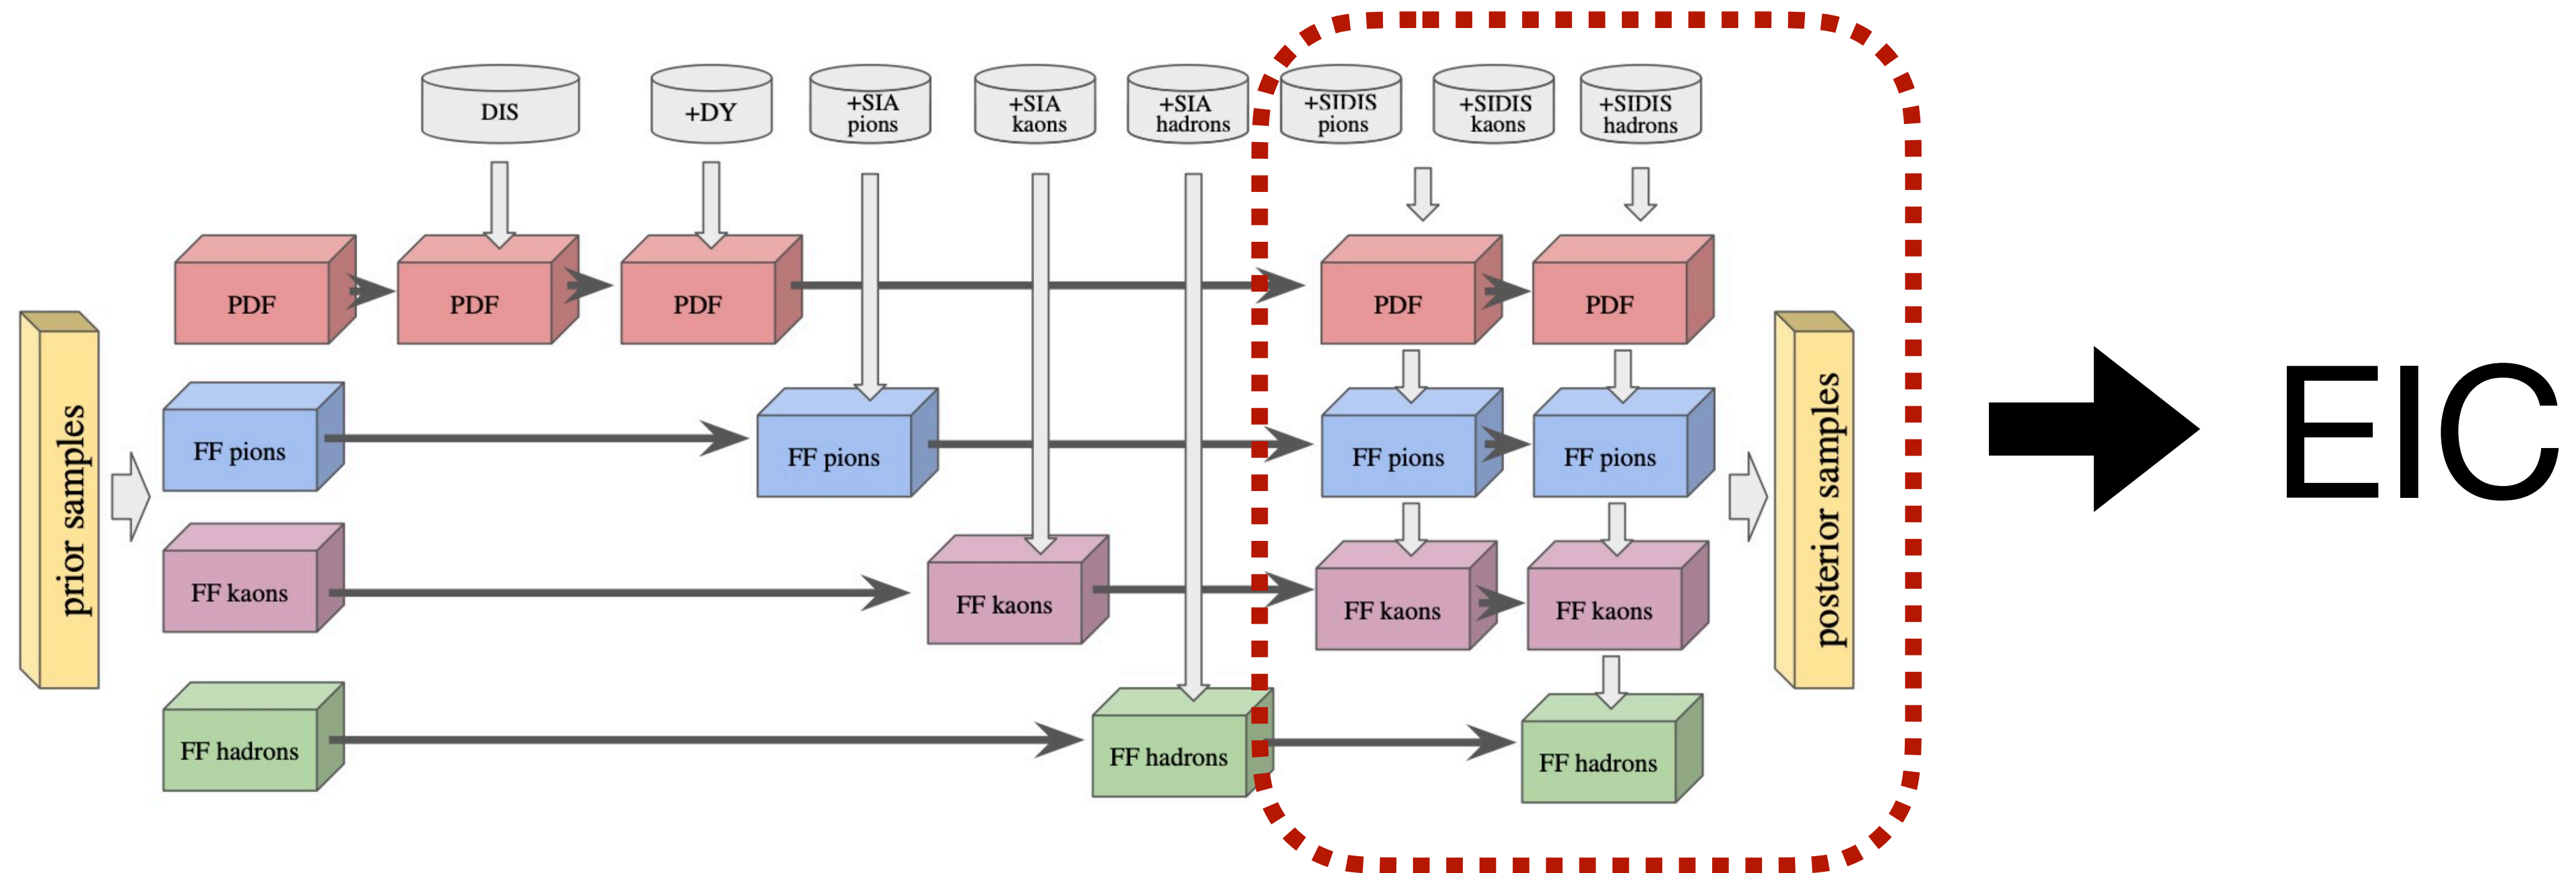 DIS
+DY
+SIA
pions
+SIA
kaons
+SIA
hadrons
+SIDIS
pions
+SIDIS
kaons
+SIDIS
hadrons
prior samples
PDF
PDF
PDF
PDF
PDF
FF pions
FF pions
FF pions
FF pions
FF kaons
FF kaons
FF kaons
FF kaons
FF hadrons
FF hadrons
FF hadrons
posterior samples
EIC